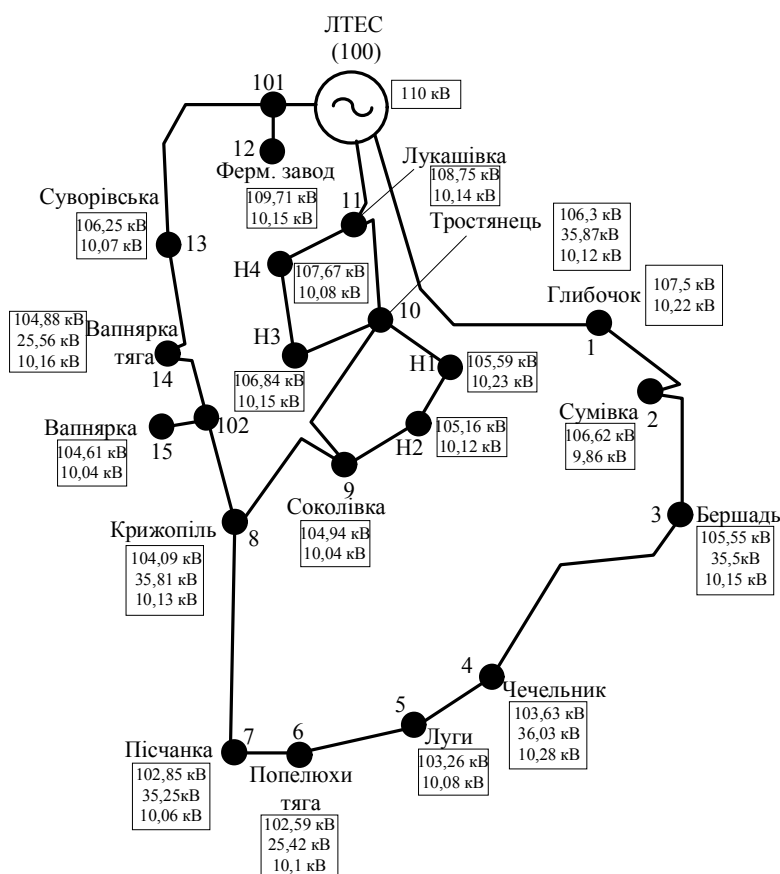 ЛТЕС
(100)
110 кВ
101
12
Ферм. завод
109,71 кВ
10,15 кВ
Лукашівка
108,75 кВ
10,14 кВ
11
Тростянець
106,3 кВ
35,87кВ
10,12 кВ
10
Суворівська
106,25 кВ
10,07 кВ
13
Н4
107,67 кВ
10,08 кВ
Глибочок
107,5 кВ
10,22 кВ
1
104,88 кВ
25,56 кВ
10,16 кВ
Вапнярка
тяга
14
Н3
106,84 кВ
10,15 кВ
Н1
105,59 кВ
10,23 кВ
2
Сумівка
106,62 кВ
9,86 кВ
102
Вапнярка
15
104,61 кВ
10,04 кВ
Н2
105,16 кВ
10,12 кВ
9
Соколівка
104,94 кВ
10,04 кВ
3
Бершадь
105,55 кВ
35,5кВ
10,15 кВ
Крижопіль
8
104,09 кВ
35,81 кВ
10,13 кВ
4
Чечельник
103,63 кВ
36,03 кВ
10,28 кВ
5
Луги
103,26 кВ
10,08 кВ
7
Пісчанка
102,85 кВ
35,25кВ
10,06 кВ
6
Попелюхи
тяга
102,59 кВ
25,42 кВ
10,1 кВ